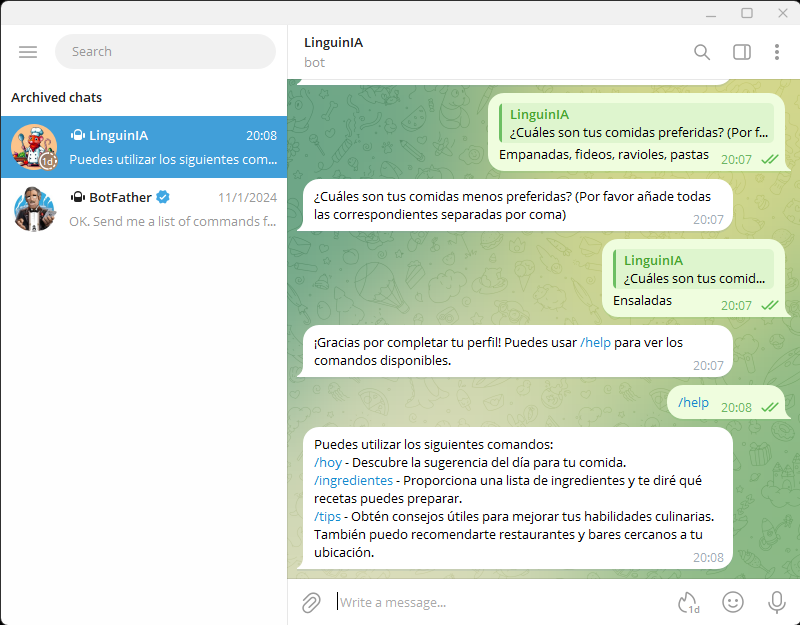 Search
Archived chats
LinguinIA 20:08
Puedes utilizar los siguientes com...
1d
BotFather 11/1/2024
OK. Send me a list of commands f...
LinguinIA
bot
LinguinIA
¿Cuáles son tus comidas preferidas? (Por f...
Empanadas, fideos, ravioles, pastas 20:07
¿Cuáles son tus comidas menos preferidas? (Por favor añade todas
las correspondientes separadas por coma)
20:07
LinguinIA
¿Cuáles son tus comid...
Ensaladas 20:07
¡Gracias por completar tu perfil! Puedes usar /help para ver los
comandos disponibles.
20:07
/help 20:08
Puedes utilizar los siguientes comandos:
/hoy - Descubre la sugerencia del día para tu comida.
/ingredientes - Proporciona una lista de ingredientes y te diré qué
recetas puedes preparar.
/tips - Obtén consejos útiles para mejorar tus habilidades culinarias.
También puedo recomendarte restaurantes y bares cercanos a tu
ubicación.
20:08
Write a message...
1d